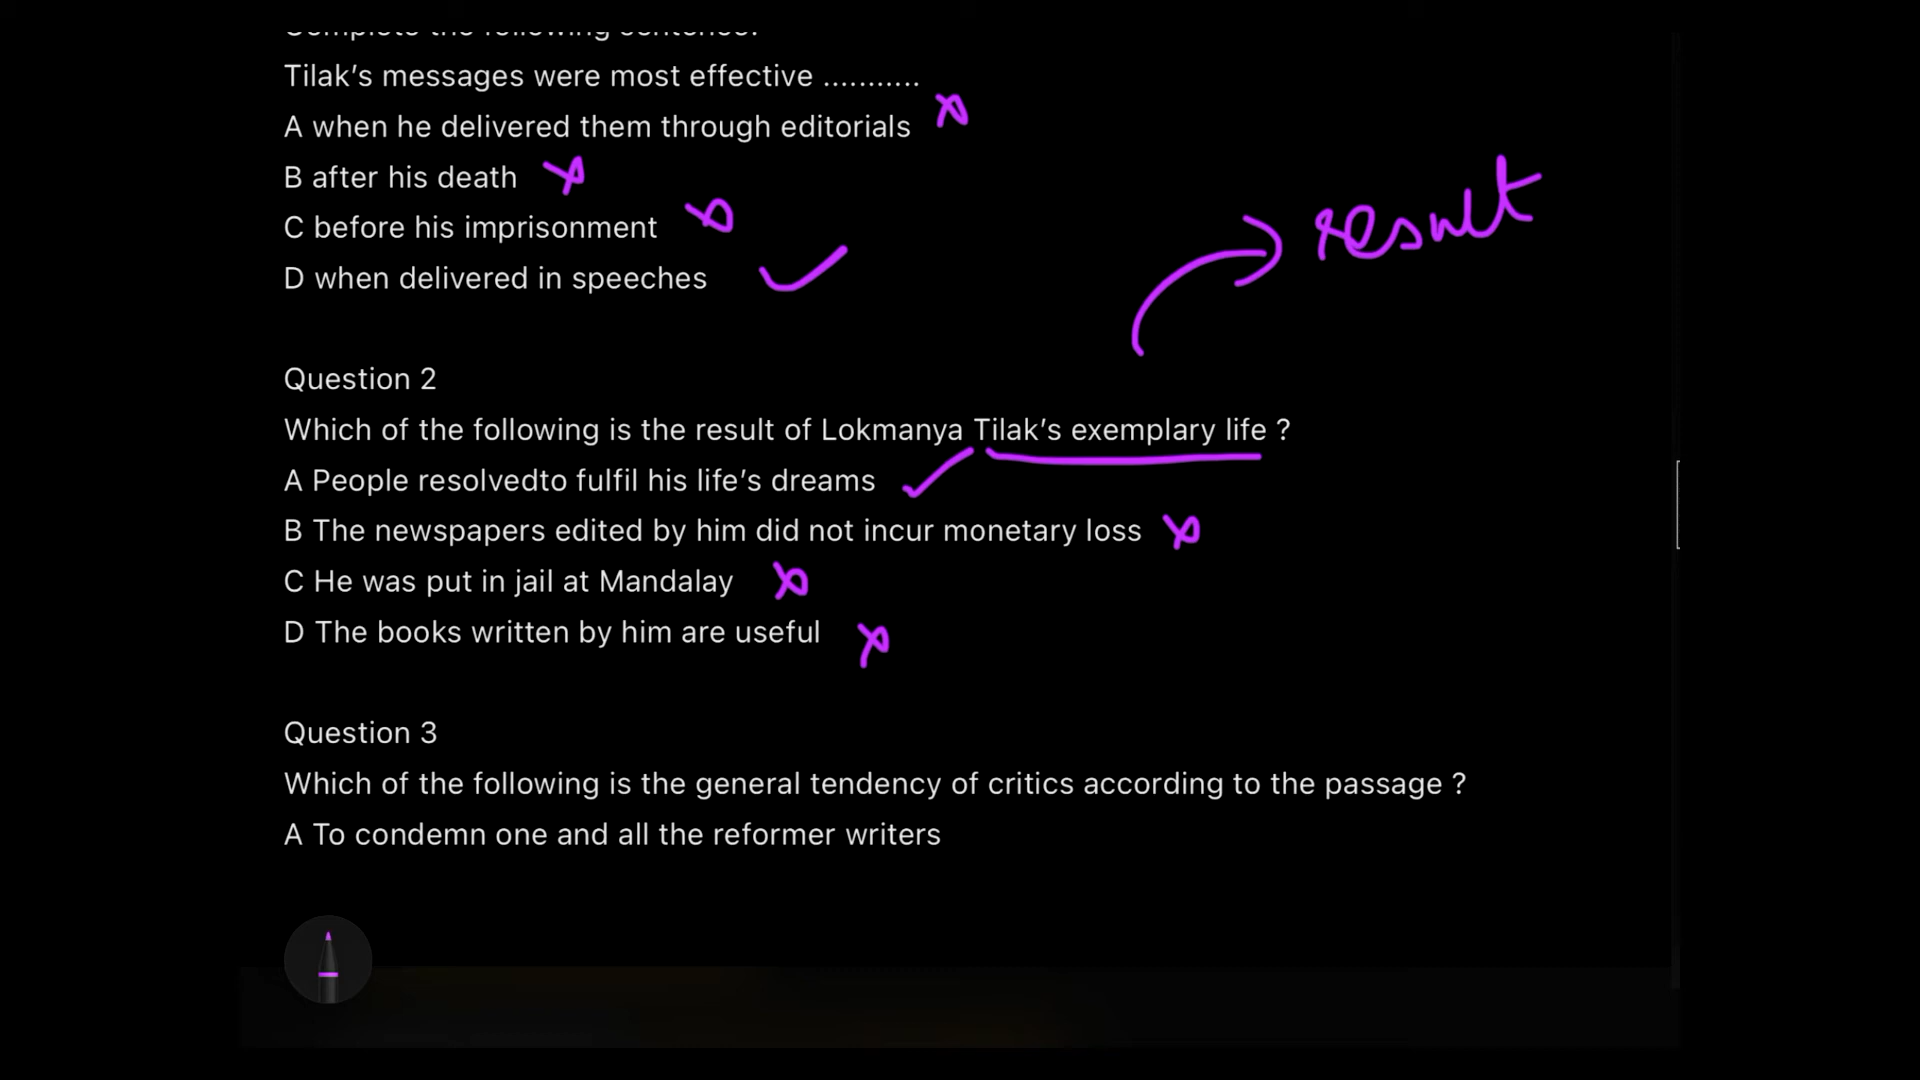 Complete the following sentence:
Tilak’s messages were most effective ...........
A when he delivered them through editorials
B after his death
C before his imprisonment
D when delivered in speeches
result
Question 2
Which of the following is the result of Lokmanya Tilak’s exemplary life ?
A People resolvedto fulfil his life’s dreams
B The newspapers edited by him did not incur monetary loss
C He was put in jail at Mandalay
D The books written by him are useful
Question 3
Which of the following is the general tendency of critics according to the passage ?
A To condemn one and all the reformer writers